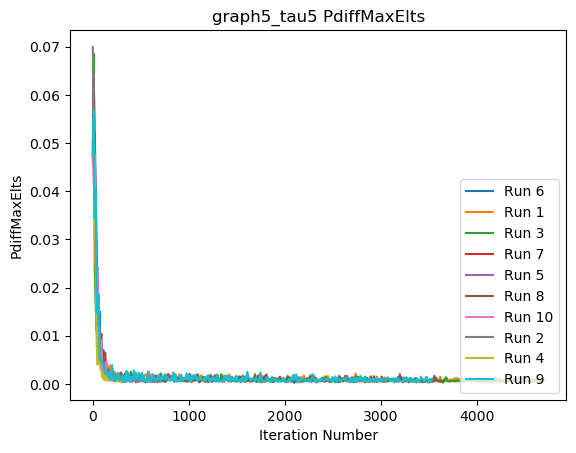 graph5_tau5 PdiffMaxElts
0.07
0.06
0.05
0.04
0.03
0.02
0.01
0.00
PdiffMaxElts
0
1000
2000
3000
4000
Iteration Number
Run 6
Run 1
Run 3
Run 7
Run 5
Run 8
Run 10
Run 2
Run 4
Run 9